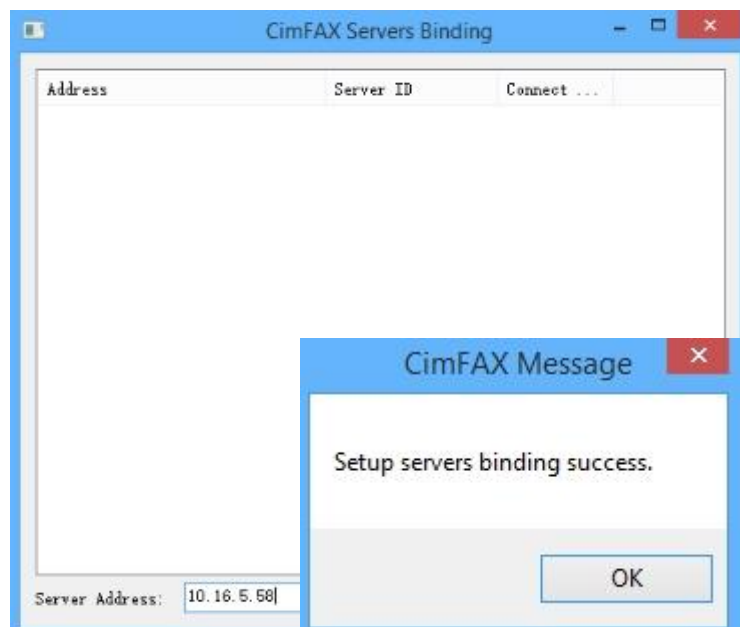 CimFAX Servers Binding
Address Server ID Connect ...
CimFAX Message
Setup servers binding success.
OK
Server Address: 10.16.5.58